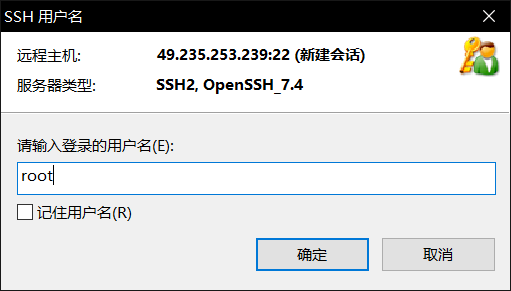 SSH 用户名
远程主机: 49.235.253.239:22 (新建会话)
服务器类型: SSH2, OpenSSH_7.4
请输入登录的用户名(E):
root
记住用户名(R)
确定 取消